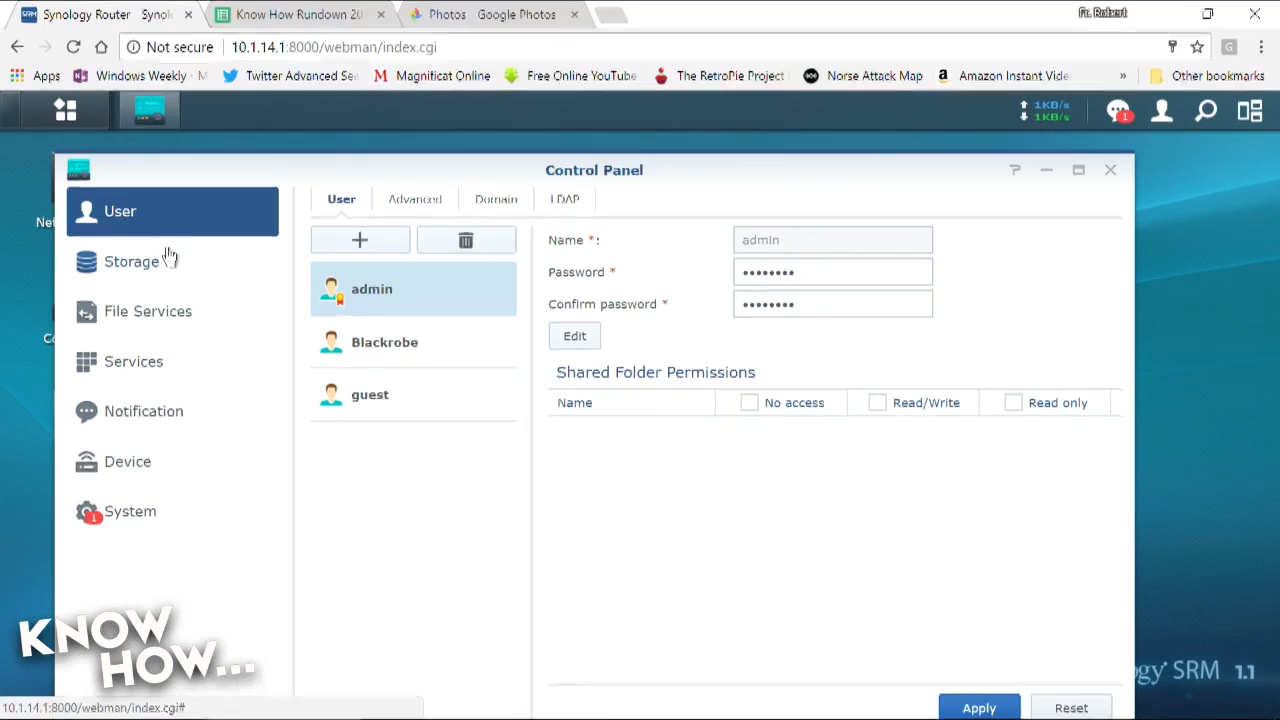 Synology Router Synol
Know How Rundown 20
Photos Google Photos
Fr. Robert
Not secure
10.1.14.1:8000/webman/index.cgi
G
Apps
Windows Weekly - M
Twitter Advanced Sea
Magnificat Online
Free Online YouTube
The RetroPie Project
Norse Attack Map
Amazon Instant Vide
»
Other bookmarks
1KB/s
1KB/s
1
Control Panel
User
Storage
File Services
Services
Notification
Device
System
1
User
Advanced
Domain
LDAP
admin
Blackrobe
guest
Name *:
admin
Password *
••••••••
Confirm password *
••••••••
Edit
Shared Folder Permissions
Name
No access
Read/Write
Read only
Apply
Reset
KNOW
HOW...
ogy SRM 1.1
10.1.14.1:8000/webman/index.cgi#